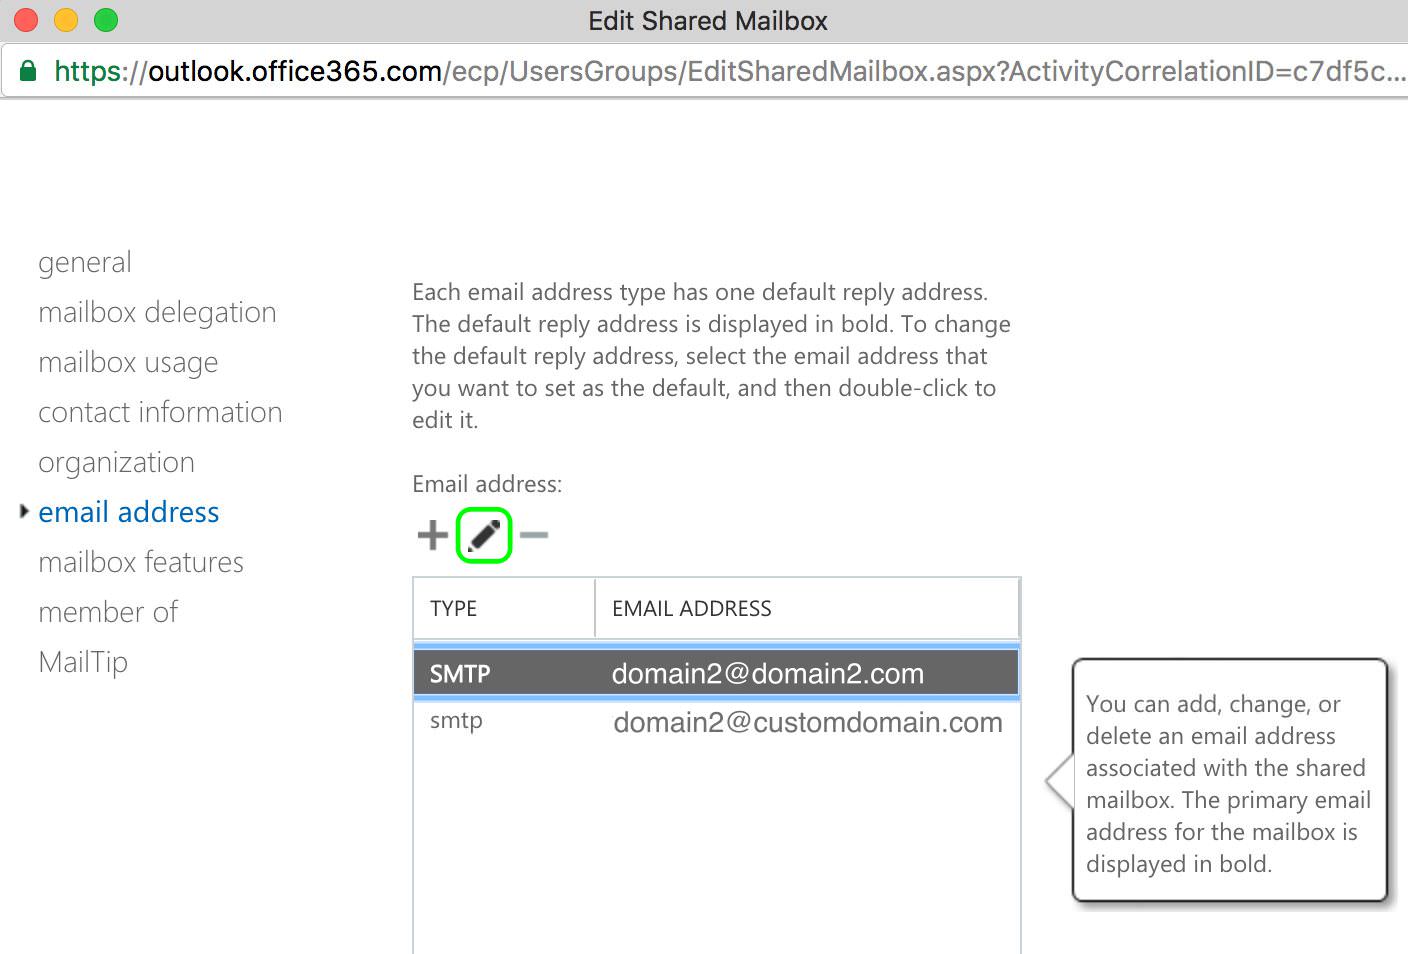 Edit Shared Mailbox
https://outlook.office365.com/ecp/UsersGroups/EditSharedMailbox.aspx?ActivityCorrelationID=c7df5c...
general
mailbox delegation
mailbox usage
contact information
organization
email address
mailbox features
member of
MailTip
Each email address type has one default reply address.
The default reply address is displayed in bold. To change
the default reply address, select the email address that
you want to set as the default, and then double-click to
edit it.
Email address:
TYPE EMAIL ADDRESS
SMTP domain2@domain2.com
smtp domain2@customdomain.com
You can add, change, or
delete an email address
associated with the shared
mailbox. The primary email
address for the mailbox is
displayed in bold.